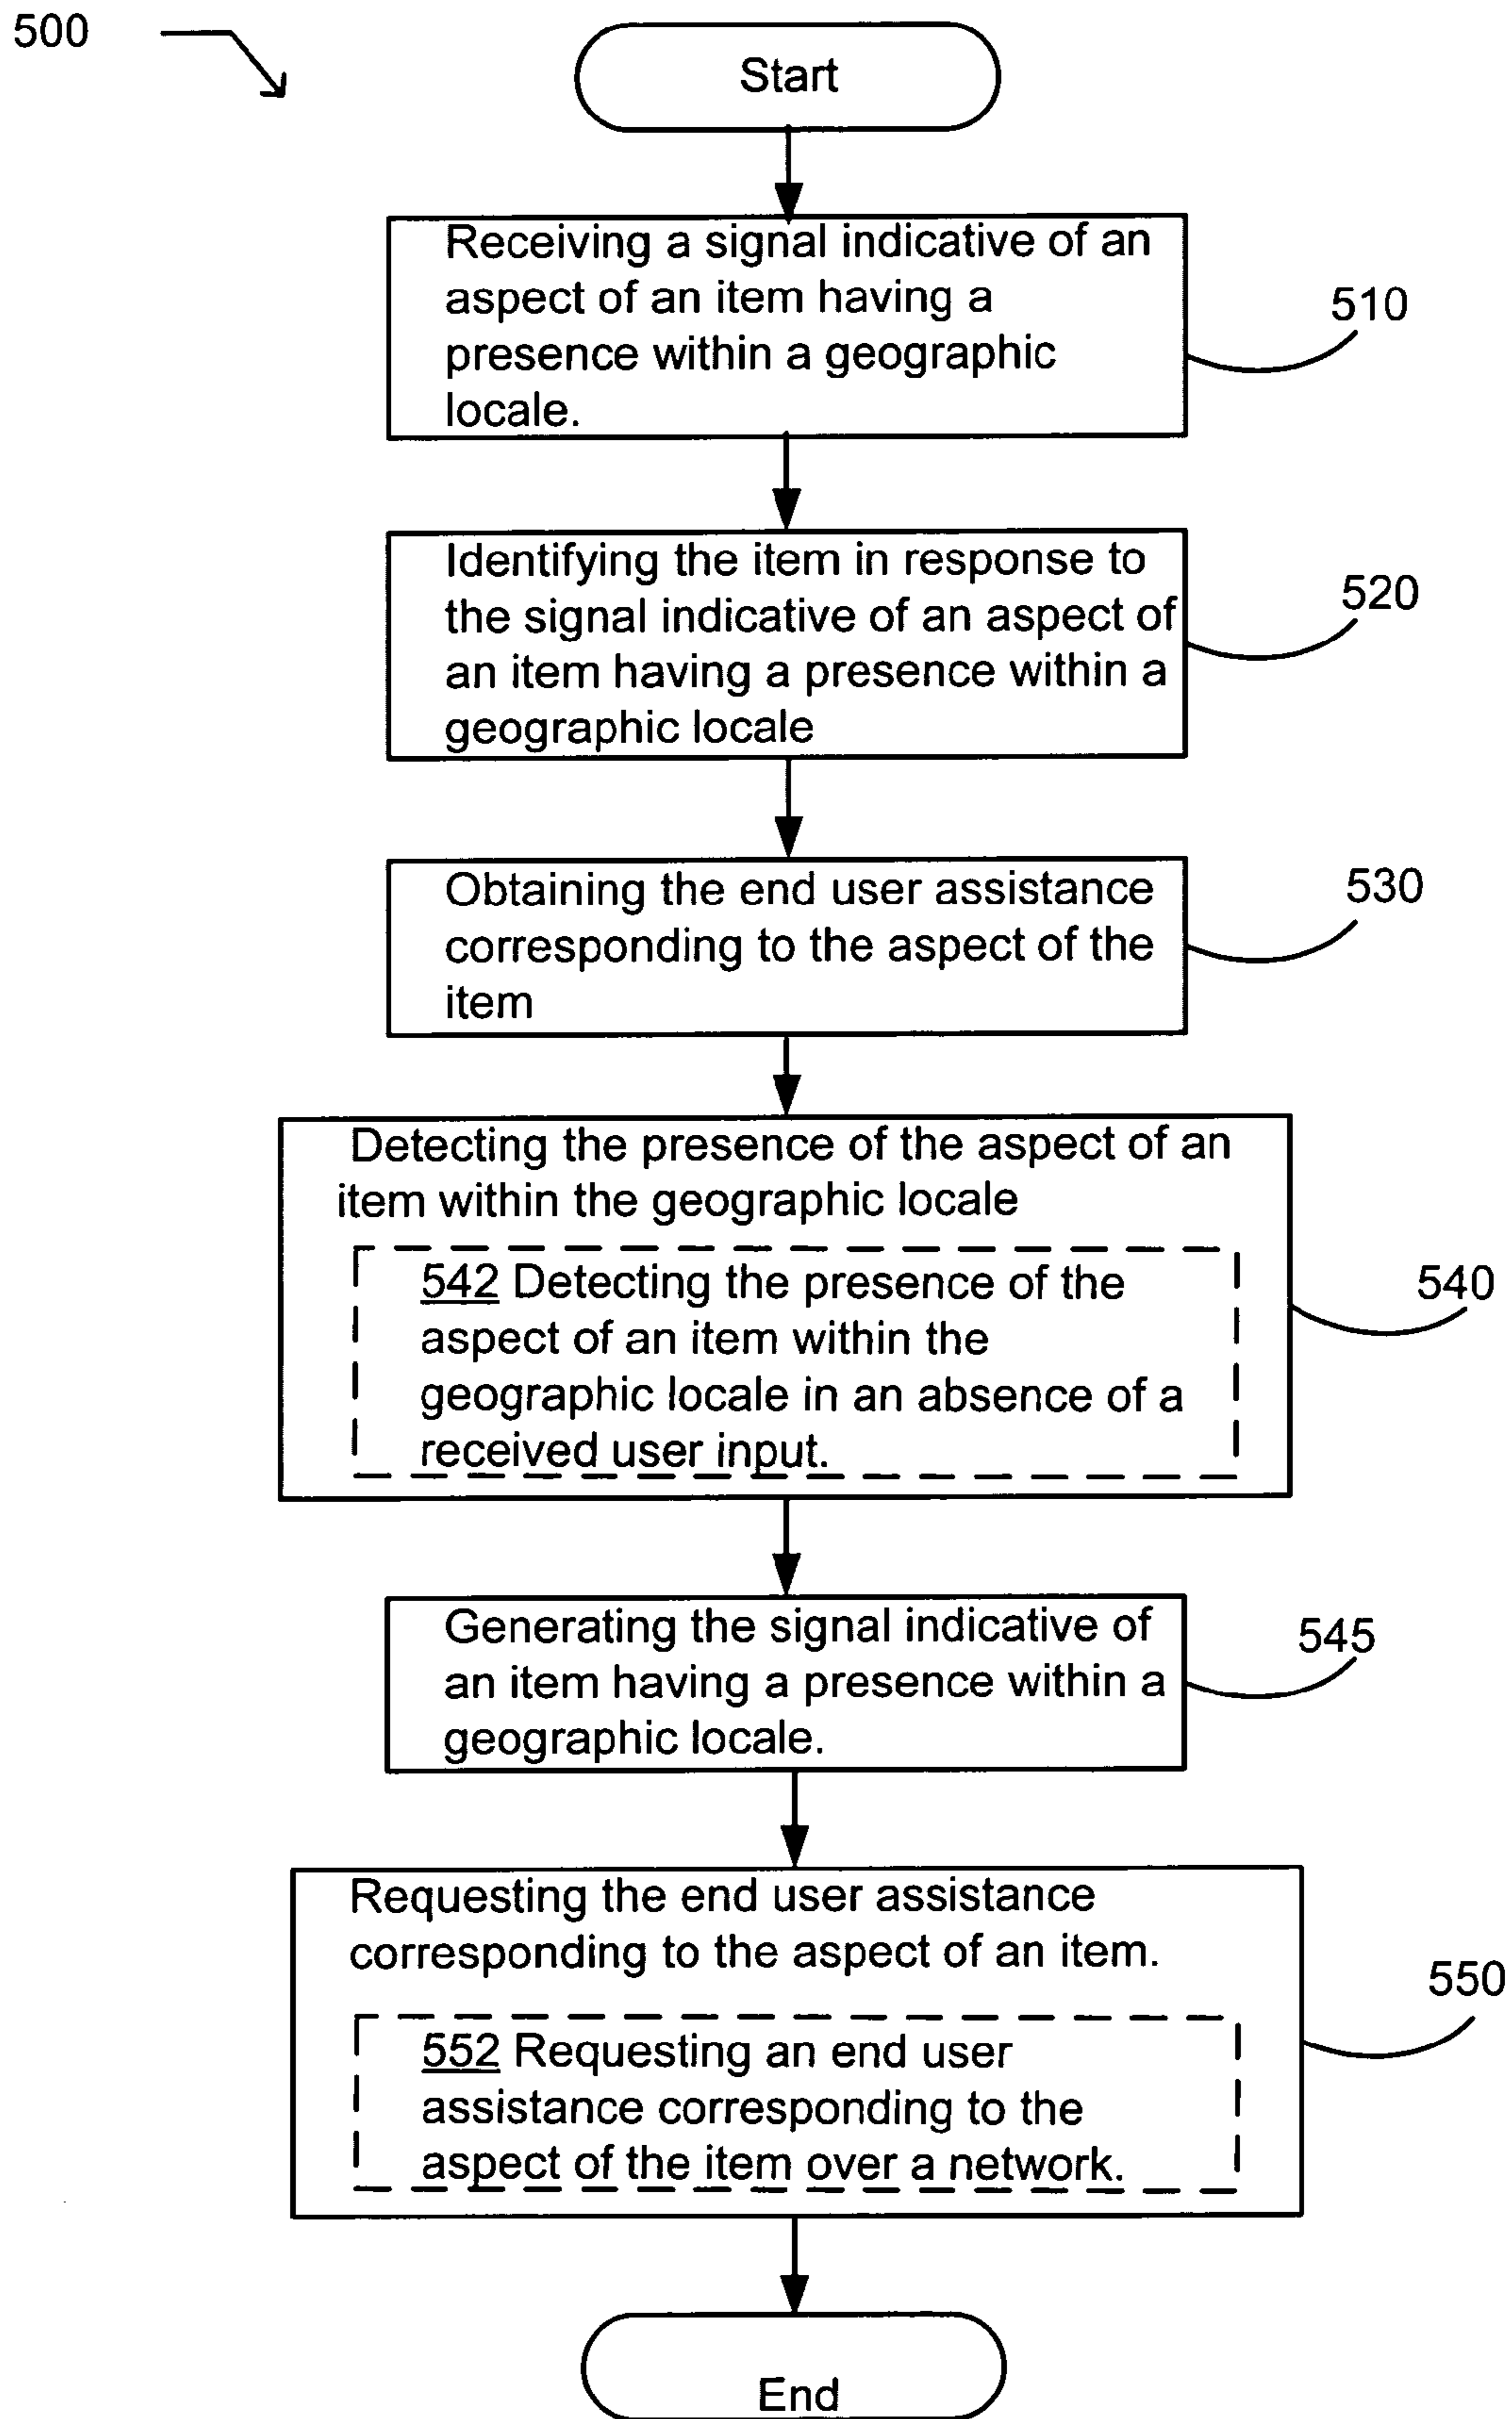 500
Start
Receiving a signal indicative of an
aspect of an item having a
presence within a geographic
locale.
510
Identifying the item in response to
the signal indicative of an aspect of
an item having a presence within a
geographic locale
520
Obtaining the end user assistance
corresponding to the aspect of the
item
530
Detecting the presence of the aspect of an
item within the geographic locale
542 Detecting the presence of the
aspect of an item within the
geographic locale in an absence of a
received user input.
540
Generating the signal indicative of
an item having a presence within a
geographic locale.
545
Requesting the end user assistance
corresponding to the aspect of an item.
552 Requesting an end user
assistance corresponding to the
aspect of the item over a network.
550
End